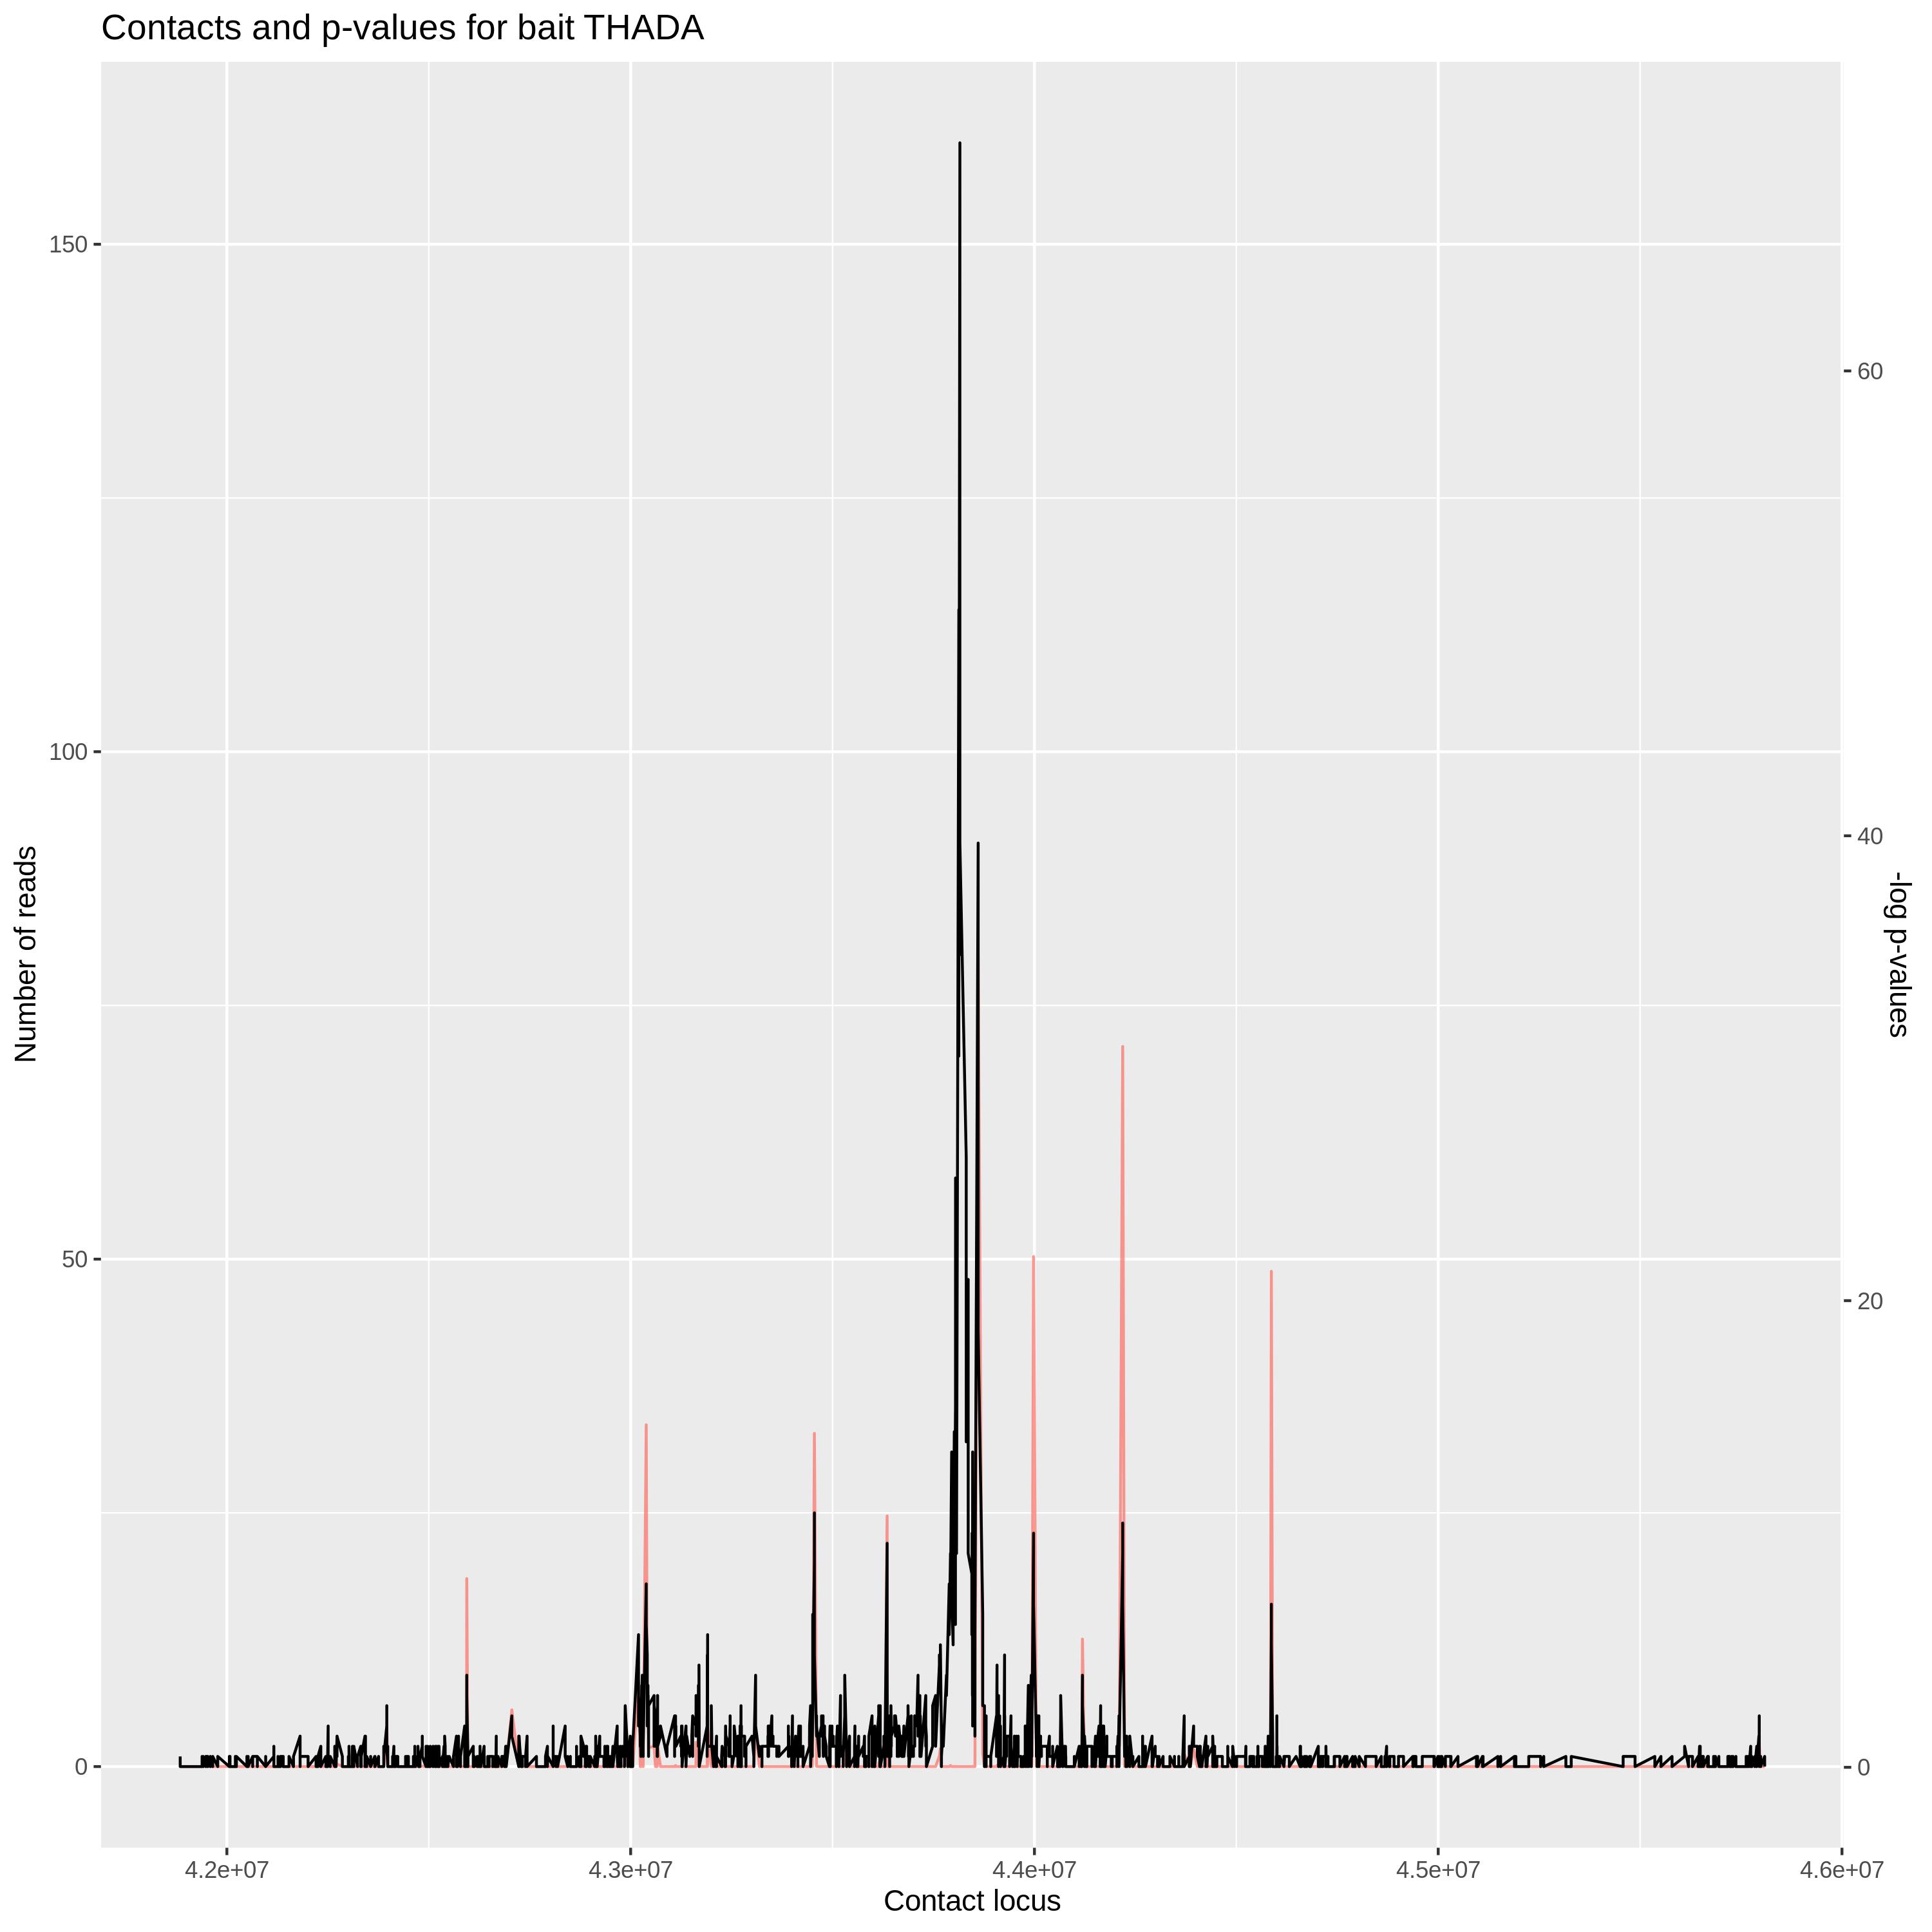 Contacts and p-values for bait THADA
150
100
50
0
Number of reads
60
40
20
0
-log p-values
4.2e+07
4.3e+07
4.4e+07
4.5e+07
4.6e+07
Contact locus